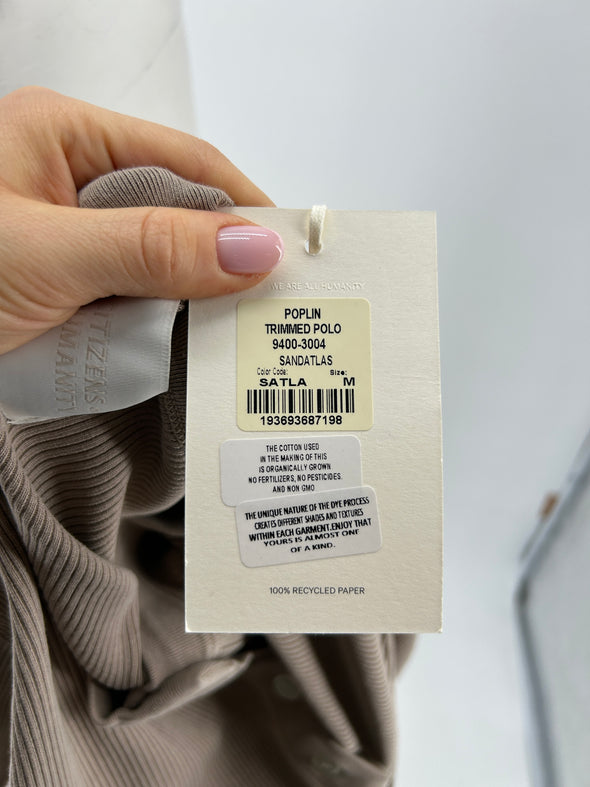 WE ARE ALL HUMANITY
POPLIN
TRIMMED POLO
9400-3004
SANDATLAS
Color Code: Size:
SATLA M
193693687198
THE COTTON USED
IN THE MAKING OF THIS
IS ORGANICALLY GROWN
NO FERTILIZERS, NO PESTICIDES.
AND NON GMO
THE UNIQUE NATURE OF THE DYE PROCESS
CREATES DIFFERENT SHADES AND TEXTURES
WITHIN EACH GARMENT.ENJOY THAT
YOURS IS ALMOST ONE
OF A KIND.
100% RECYCLED PAPER